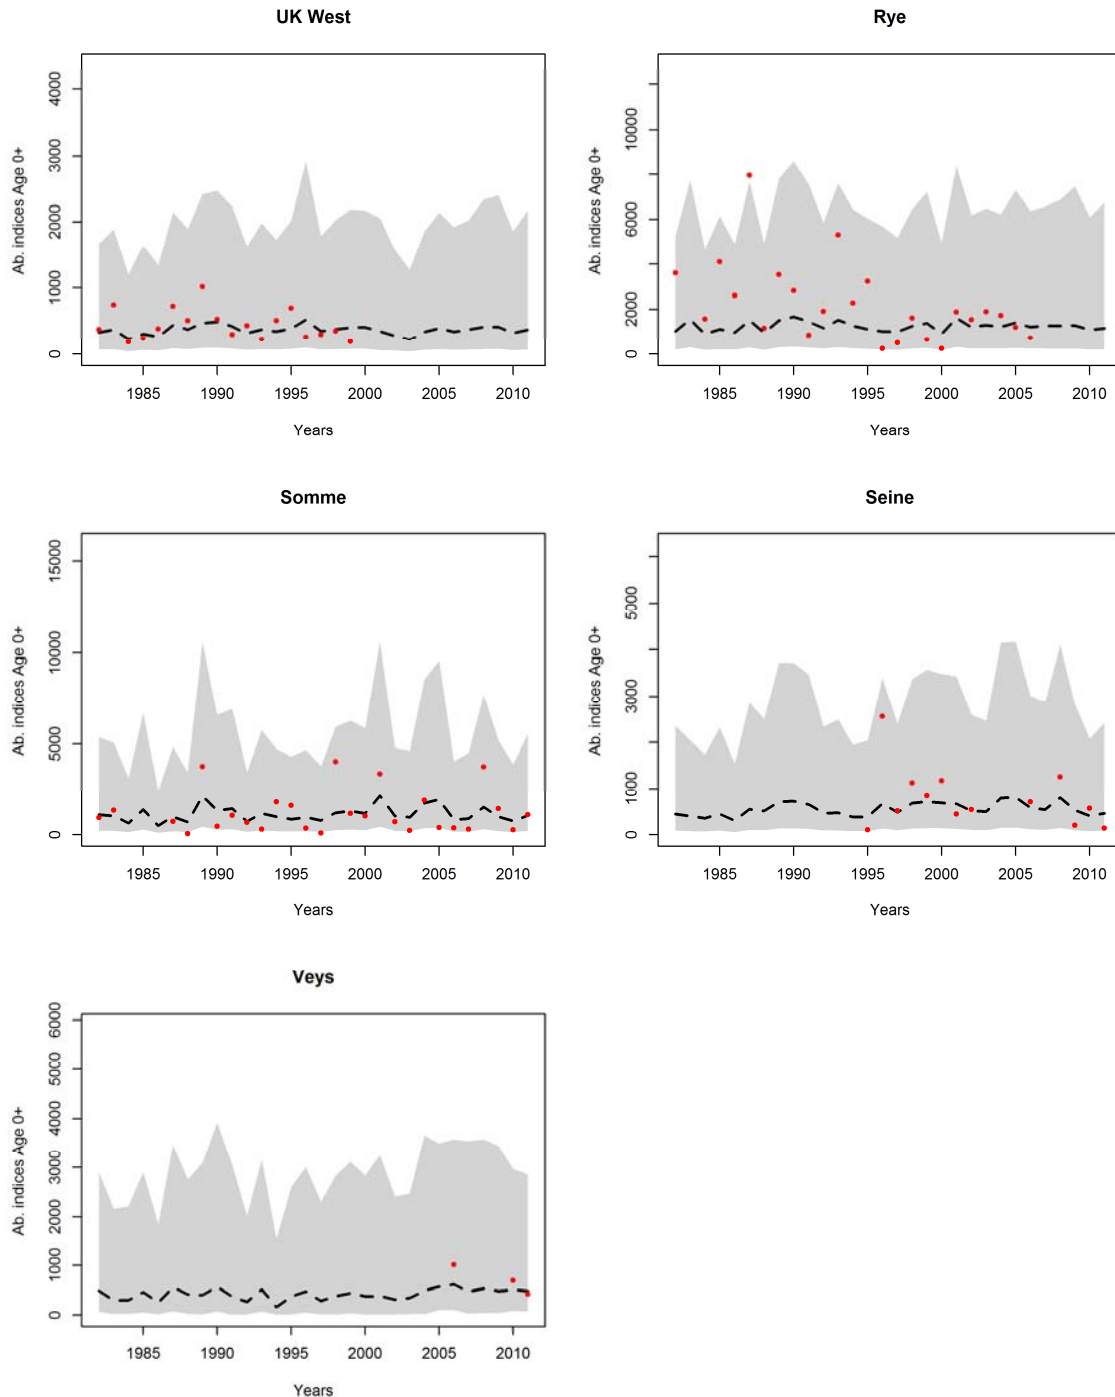 UK West
Ab. indices Age 0+
0 1000 2000 3000 4000
1985 1990 1995 2000 2005 2010
Years
Rye
Ab. indices Age 0+
0 2000 6000 10000
1985 1990 1995 2000 2005 2010
Years
Somme
Ab. indices Age 0+
0 5000 10000 15000
1985 1990 1995 2000 2005 2010
Years
Seine
Ab. indices Age 0+
0 1000 3000 5000
1985 1990 1995 2000 2005 2010
Years
Veys
Ab. indices Age 0+
0 1000 2000 3000 4000 5000 6000
1985 1990 1995 2000 2005 2010
Years